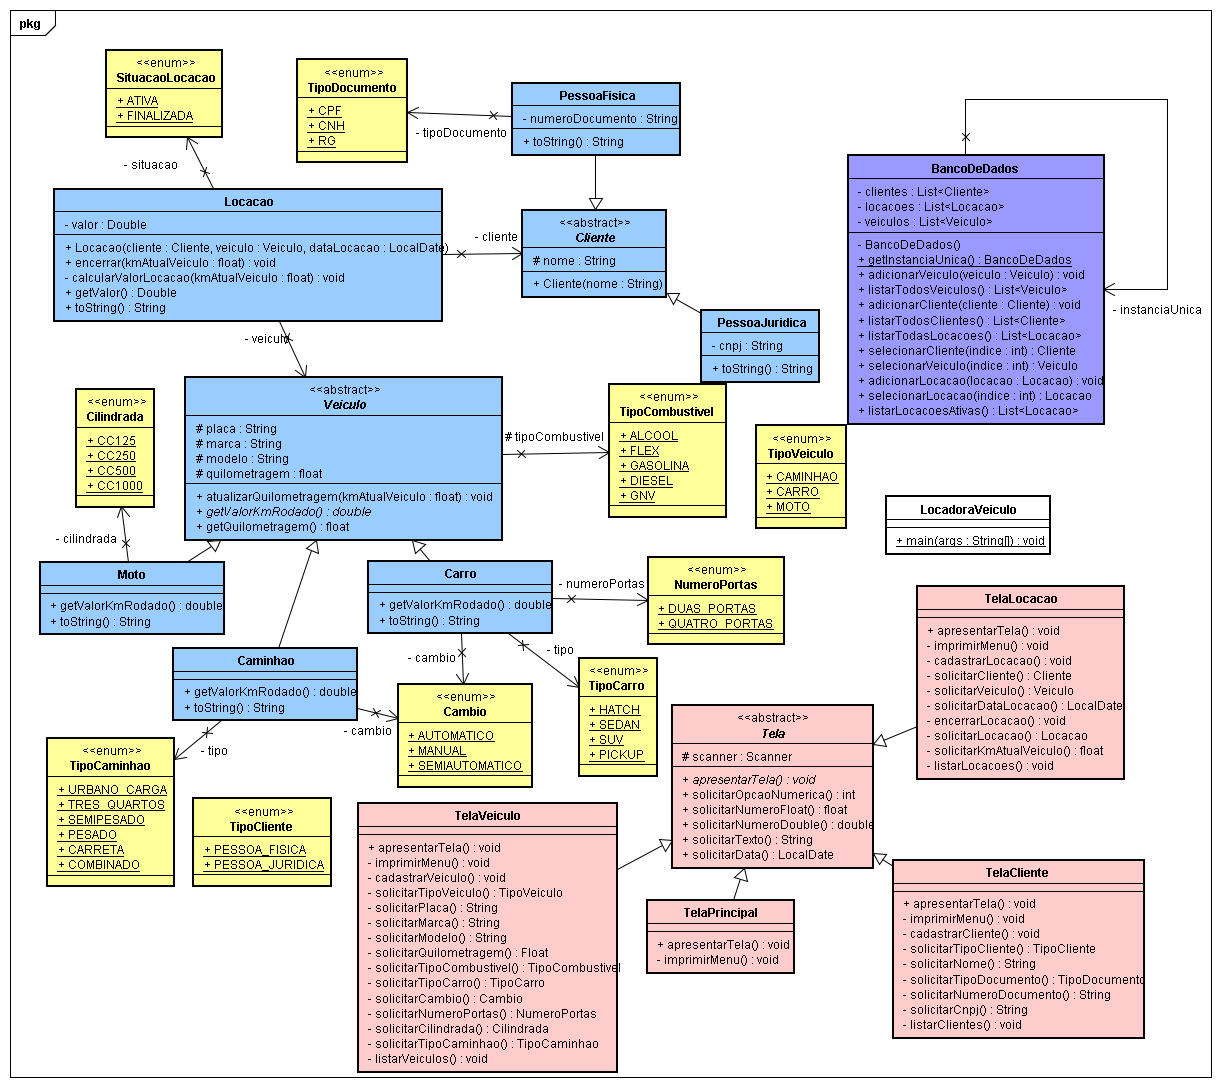 pkg
<<enum>>
SituacaoLocacao
+ ATIVA
+ FINALIZADA
- situacao
<<enum>>
TipoDocumento
+ CPF
+ CNH
+ RG
- tipoDocumento
PessoaFisica
- numeroDocumento : String
+ toString() : String
Locacao
- valor : Double
+ Locacao(cliente : Cliente, veiculo : Veiculo, dataLocacao : LocalDate)
+ encerrar(kmAtualVeiculo : float) : void
- calcularValorLocacao(kmAtualVeiculo : float) : void
+ getValor() : Double
+ toString() : String
- cliente
<<abstract>>
Cliente
# nome : String
+ Cliente(nome : String)
PessoaJuridica
- cnpj : String
+ toString() : String
BancoDeDados
- clientes : List<Cliente>
- locacoes : List<Locacao>
- veiculos : List<Veiculo>
- BancoDeDados()
+ getInstanciaUnica() : BancoDeDados
+ adicionarVeiculo(veiculo : Veiculo) : void
+ listarTodosVeiculos() : List<Veiculo>
+ adicionarCliente(cliente : Cliente) : void
+ listarTodosClientes() : List<Cliente>
+ listarTodasLocacoes() : List<Locacao>
+ selecionarCliente(indice : int) : Cliente
+ selecionarVeiculo(indice : int) : Veiculo
+ adicionarLocacao(locacao : Locacao) : void
+ selecionarLocacao(indice : int) : Locacao
+ listarLocacoesAtivas() : List<Locacao>
- instanciaUnica
- veiculo
<<abstract>>
Veiculo
# placa : String
# marca : String
# modelo : String
# quilometragem : float
+ atualizarQuilometragem(kmAtualVeiculo : float) : void
+ getValorKmRodado() : double
+ getQuilometragem() : float
# tipoCombustivel
<<enum>>
Cilindrada
+ CC125
+ CC250
+ CC500
+ CC1000
- cilindrada
<<enum>>
TipoCombustivel
+ ALCOOL
+ FLEX
+ GASOLINA
+ DIESEL
+ GNV
<<enum>>
TipoVeiculo
+ CAMINHAO
+ CARRO
+ MOTO
LocadoraVeiculo
+ main(args : String[]) : void
Moto
+ getValorKmRodado() : double
+ toString() : String
Carro
+ getValorKmRodado() : double
+ toString() : String
- numeroPortas
<<enum>>
NumeroPortas
+ DUAS_PORTAS
+ QUATRO_PORTAS
- cambio
- tipo
Caminhao
+ getValorKmRodado() : double
+ toString() : String
- cambio
- tipo
<<enum>>
Cambio
+ AUTOMATICO
+ MANUAL
+ SEMIAUTOMATICO
<<enum>>
TipoCarro
+ HATCH
+ SEDAN
+ SUV
+ PICKUP
<<enum>>
TipoCaminhao
+ URBANO_CARGA
+ TRES_QUARTOS
+ SEMIPESADO
+ PESADO
+ CARRETA
+ COMBINADO
<<enum>>
TipoCliente
+ PESSOA_FISICA
+ PESSOA_JURIDICA
<<abstract>>
Tela
# scanner : Scanner
+ apresentarTela() : void
+ solicitarOpcaoNumerica() : int
+ solicitarNumeroFloat() : float
+ solicitarNumeroDouble() : double
+ solicitarTexto() : String
+ solicitarData() : LocalDate
TelaLocacao
+ apresentarTela() : void
- imprimirMenu() : void
- cadastrarLocacao() : void
- solicitarCliente() : Cliente
- solicitarVeiculo() : Veiculo
- solicitarDataLocacao() : LocalDate
- encerrarLocacao() : void
- solicitarLocacao() : Locacao
- solicitarKmAtualVeiculo() : float
- listarLocacoes() : void
TelaVeiculo
+ apresentarTela() : void
- imprimirMenu() : void
- cadastrarVeiculo() : void
- solicitarTipoVeiculo() : TipoVeiculo
- solicitarPlaca() : String
- solicitarMarca() : String
- solicitarModelo() : String
- solicitarQuilometragem() : Float
- solicitarTipoCombustivel() : TipoCombustivel
- solicitarTipoCarro() : TipoCarro
- solicitarCambio() : Cambio
- solicitarNumeroPortas() : NumeroPortas
- solicitarCilindrada() : Cilindrada
- solicitarTipoCaminhao() : TipoCaminhao
- listarVeiculos() : void
TelaPrincipal
+ apresentarTela() : void
- imprimirMenu() : void
TelaCliente
+ apresentarTela() : void
- imprimirMenu() : void
- cadastrarCliente() : void
- solicitarTipoCliente() : TipoCliente
- solicitarNome() : String
- solicitarTipoDocumento() : TipoDocumento
- solicitarNumeroDocumento() : String
- solicitarCnpj() : String
- listarClientes() : void